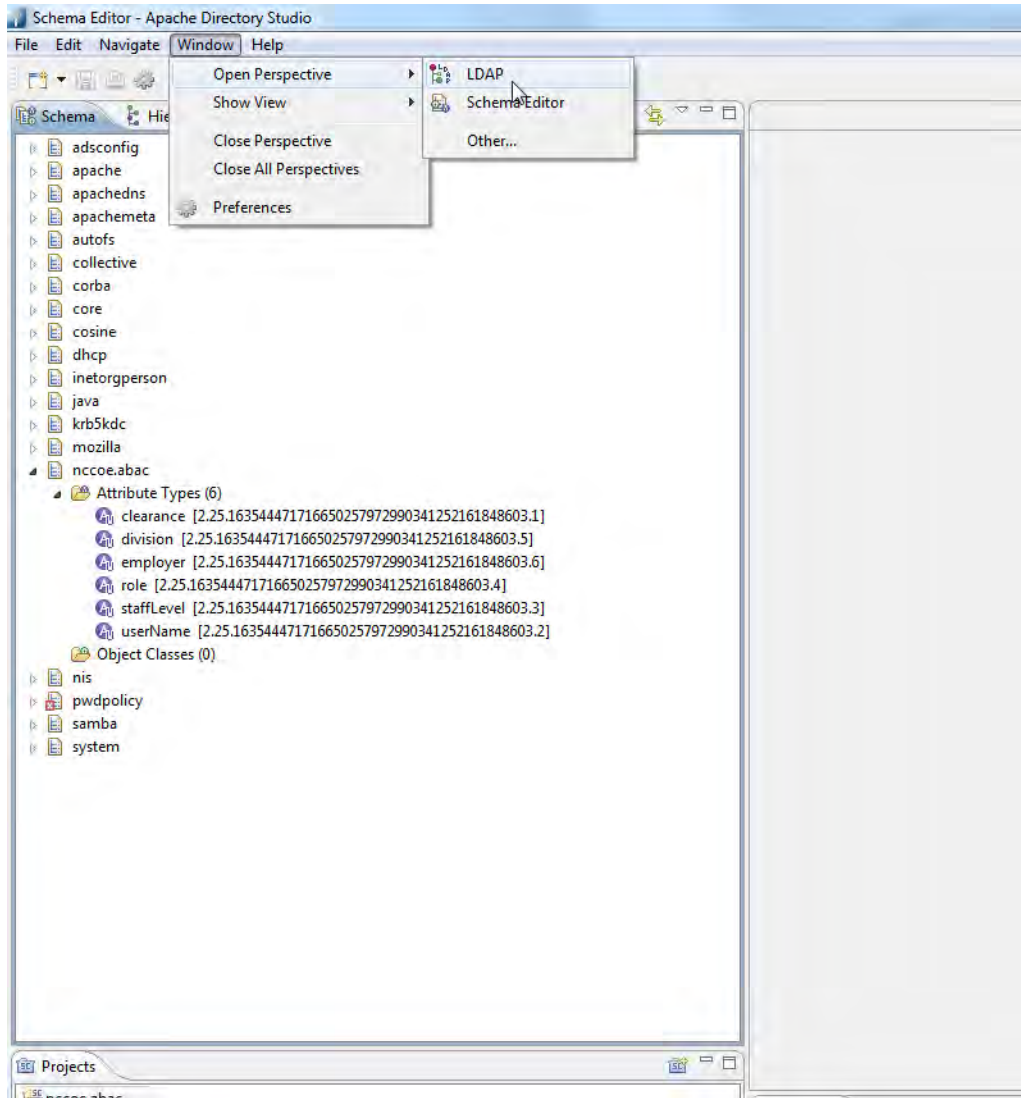 Schema Editor - Apache Directory Studio
File Edit Navigate Window Help
Open Perspective
LDAP
Show View
Schema Editor
Close Perspective
Other...
Close All Perspectives
Preferences
Schema Hie
adsconfig
apache
apachedns
apachemeta
autofs
collective
corba
core
cosine
dhcp
inetorgperson
java
krb5kdc
mozilla
nccoe.abac
Attribute Types (6)
clearance [2.25.163544471716650257972990341252161848603.1]
division [2.25.163544471716650257972990341252161848603.5]
employer [2.25.163544471716650257972990341252161848603.6]
role [2.25.163544471716650257972990341252161848603.4]
staffLevel [2.25.163544471716650257972990341252161848603.3]
userName [2.25.163544471716650257972990341252161848603.2]
Object Classes (0)
nis
pwdpolicy
samba
system
Projects
nccoe.abac